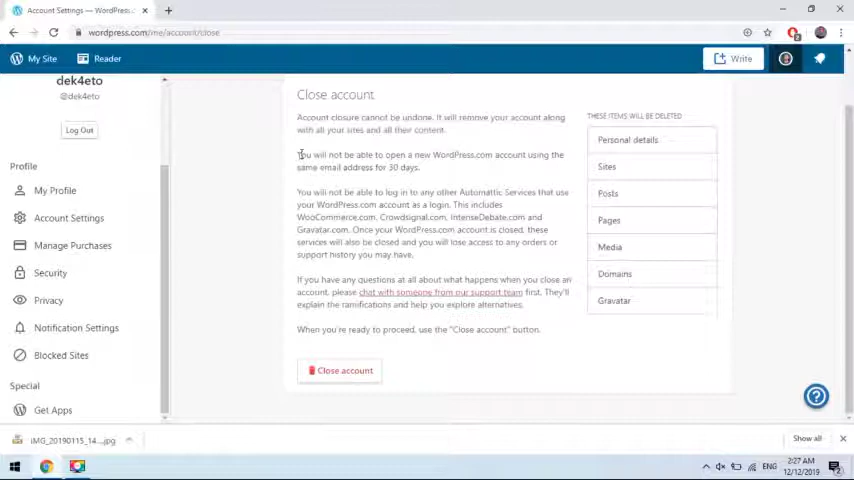 Account Settings — WordPress.
wordpress.com/me/account/close
My Site
Reader
Write
dek4eto
@dek4eto
Log Out
Profile
My Profile
Account Settings
Manage Purchases
Security
Privacy
Notification Settings
Blocked Sites
Special
Get Apps
Close account
Account closure cannot be undone. It will remove your account along
with all your sites and all their content.
You will not be able to open a new WordPress.com account using the
same email address for 30 days.
You will not be able to log in to any other Automattic Services that use
your WordPress.com account as a login. This includes
WooCommerce.com, Crowdsignal.com, IntenseDebate.com and
Gravatar.com. Once your WordPress.com account is closed, these
services will also be closed and you will lose access to any orders or
support history you may have.
If you have any questions at all about what happens when you close an
account, please chat with someone from our support team first. They'll
explain the ramifications and help you explore alternatives.
When you're ready to proceed, use the "Close account" button.
Close account
THESE ITEMS WILL BE DELETED
Personal details
Sites
Posts
Pages
Media
Domains
Gravatar
iMG_20190115_14....jpg
Show all
ENG
2:27 AM
12/12/2019
2